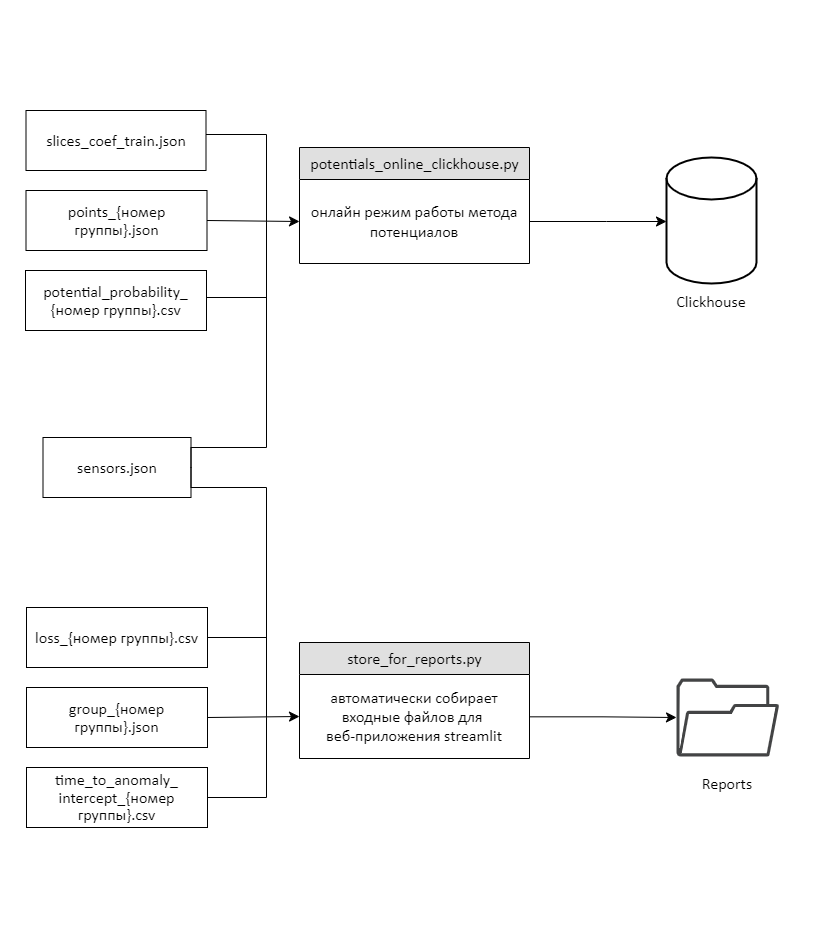 slices_coef_train.json
points_{номер
группы}.json
potential_probability_
{номер группы}.csv
potentials_online_clickhouse.py
онлайн режим работы метода
потенциалов
Clickhouse
sensors.json
loss_{номер группы}.csv
group_{номер
группы}.json
time_to_anomaly_
intercept_{номер
группы}.csv
store_for_reports.py
автоматически собирает
входные файлов для
веб-приложения streamlit
Reports